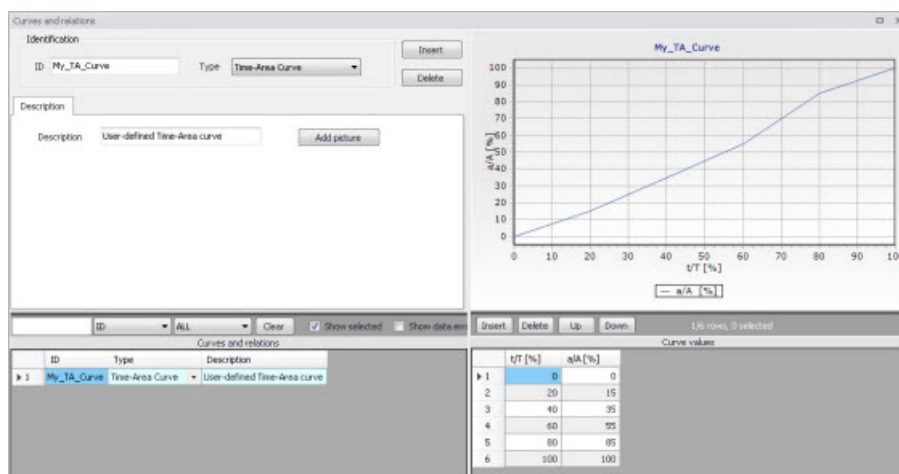 Curves and relations
Identification
ID My_TA_Curve Type Time-Area Curve
Insert
Delete
Description
Description User-defined Time-Area curve Add picture
My_TA_Curve
100
90
80
70
60
50
40
30
20
10
0
a/A [%]
0 10 20 30 40 50 60 70 80 90 100
t/T [%]
a/A [%]
ID ALL Clear Show selected Show data err
Curves and relations
ID Type Description
1 My_TA_Curve Time-Area Curve User-defined Time-Area curve
Insert Delete Up Down 1/6 rows, 0 selected
Curve values
t/T [%] a/A [%]
1 0 0
2 20 15
3 40 35
4 60 55
5 80 85
6 100 100